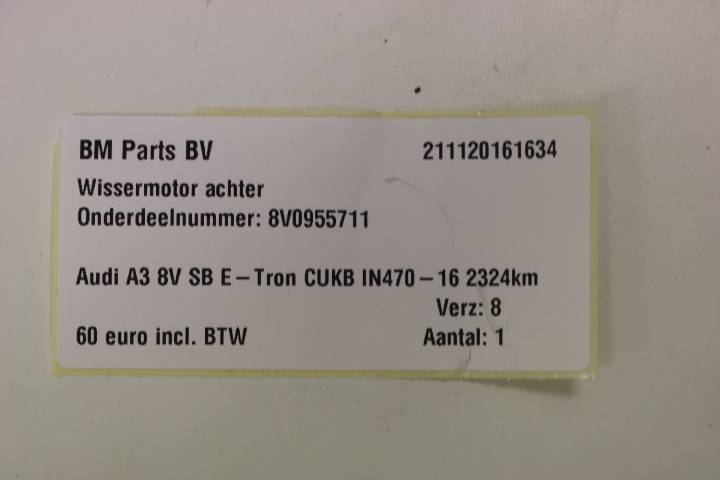 BM Parts BV 211120161634
Wissermotor achter
Onderdeelnummer: 8V0955711
Audi A3 8V SB E-Tron CUKB IN470-16 2324km
Verz: 8
60 euro incl. BTW Aantal: 1